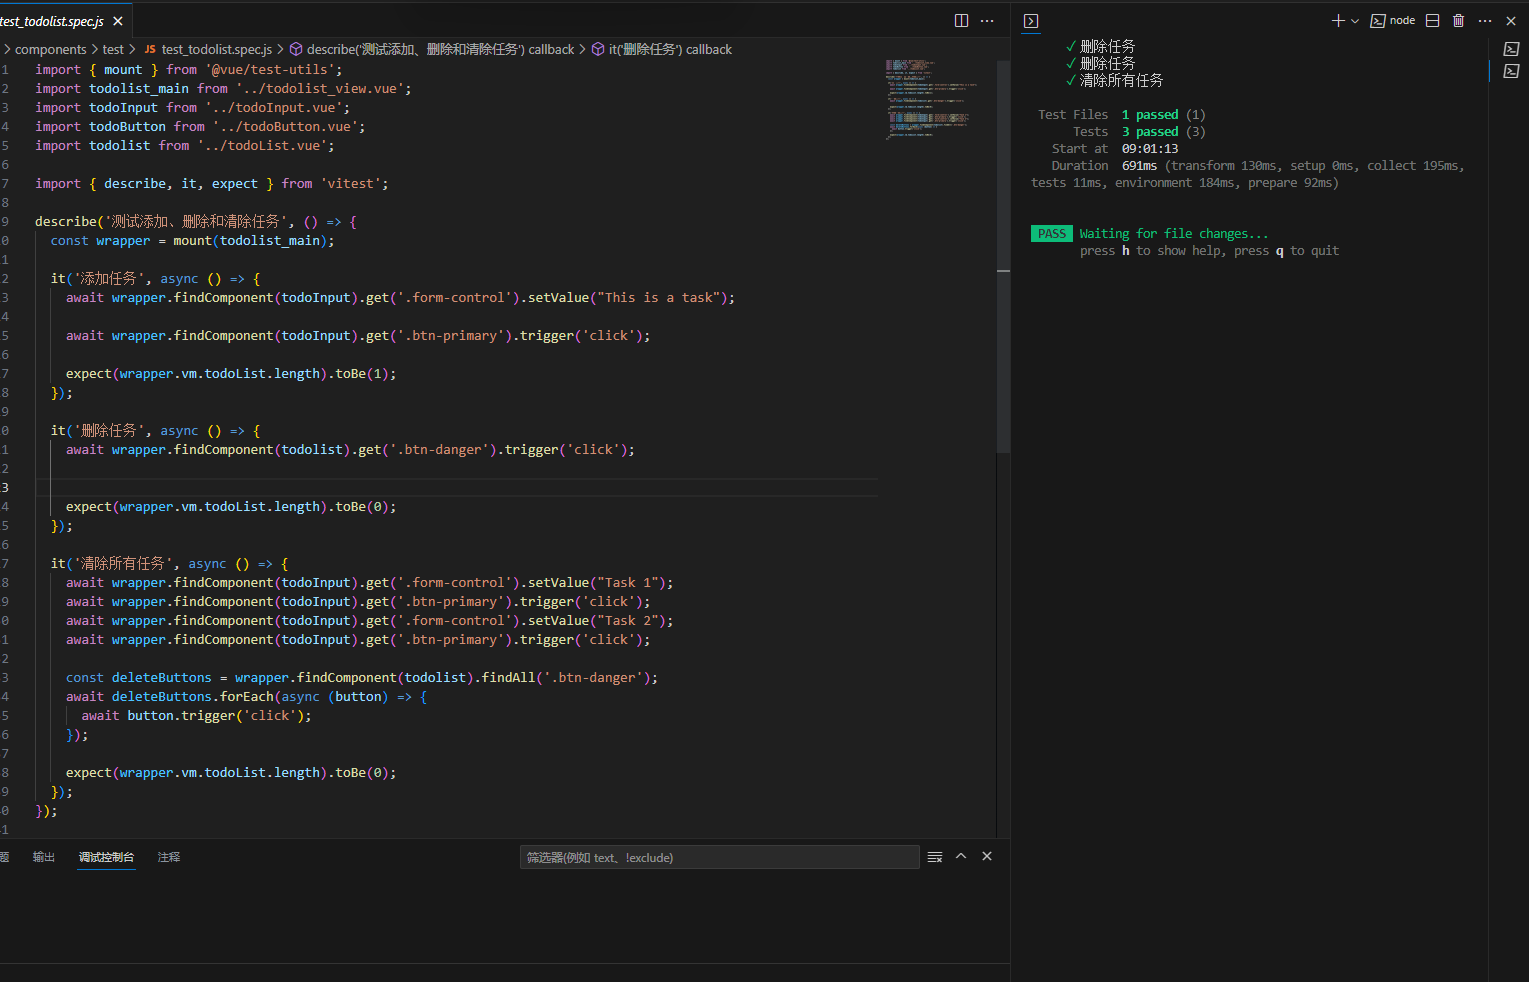 test_todolist.spec.js
components > test > JS test_todolist.spec.js > describe('测试添加、删除和清除任务') callback > it('删除任务') callback
1 import { mount } from '@vue/test-utils';
2 import todolist_main from '../todolist_view.vue';
3 import todoInput from '../todoInput.vue';
4 import todoButton from '../todoButton.vue';
5 import todolist from '../todoList.vue';
6
7 import { describe, it, expect } from 'vitest';
8
9 describe('测试添加、删除和清除任务', () => {
0 const wrapper = mount(todolist_main);
1
2 it('添加任务', async () => {
3 await wrapper.findComponent(todoInput).get('.form-control').setValue("This is a task");
4
5 await wrapper.findComponent(todoInput).get('.btn-primary').trigger('click');
6
7 expect(wrapper.vm.todoList.length).toBe(1);
8 });
9
0 it('删除任务', async () => {
1 await wrapper.findComponent(todolist).get('.btn-danger').trigger('click');
2
3
4 expect(wrapper.vm.todoList.length).toBe(0);
5 });
6
7 it('清除所有任务', async () => {
8 await wrapper.findComponent(todoInput).get('.form-control').setValue("Task 1");
9 await wrapper.findComponent(todoInput).get('.btn-primary').trigger('click');
0 await wrapper.findComponent(todoInput).get('.form-control').setValue("Task 2");
1 await wrapper.findComponent(todoInput).get('.btn-primary').trigger('click');
2
3 const deleteButtons = wrapper.findComponent(todolist).findAll('.btn-danger');
4 await deleteButtons.forEach(async (button) => {
5 await button.trigger('click');
6 });
7
8 expect(wrapper.vm.todoList.length).toBe(0);
9 });
0 });
1
题 输出 调试控制台 注释
筛选器(例如 text、!exclude)
node
✓ 删除任务
✓ 删除任务
✓ 清除所有任务
Test Files 1 passed (1)
Tests 3 passed (3)
Start at 09:01:13
Duration 691ms (transform 130ms, setup 0ms, collect 195ms,
tests 11ms, environment 184ms, prepare 92ms)
PASS Waiting for file changes...
press h to show help, press q to quit